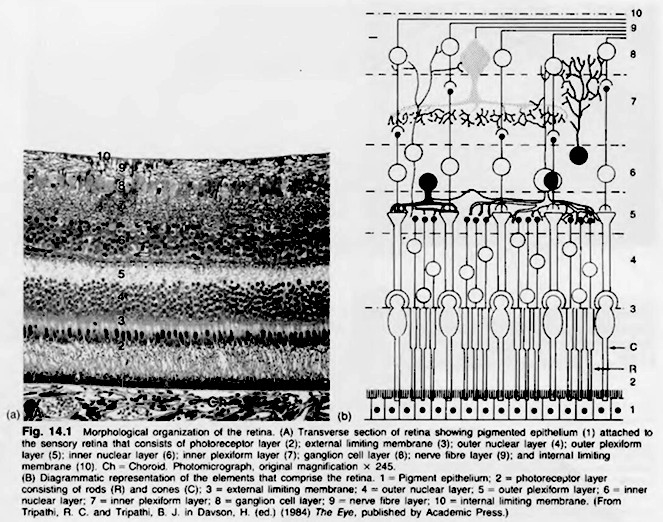 10
9
8
7
6
5
4
3
2
Ch
(a)
10
9
8
7
6
5
4
3
C
R
2
1
(b)
Fig. 14.1 Morphological organization of the retina. (A) Transverse section of retina showing pigmented epithelium (1) attached to
the sensory retina that consists of photoreceptor layer (2); external limiting membrane (3); outer nuclear layer (4); outer plexiform
layer (5); inner nuclear layer (6); inner plexiform layer (7); ganglion cell layer (8); nerve fibre layer (9); and internal limiting
membrane (10). Ch = Choroid. Photomicrograph, original magnification × 245.
(B) Diagrammatic representation of the elements that comprise the retina. 1 = Pigment epithelium; 2 = photoreceptor layer
consisting of rods (R) and cones (C); 3 = external limiting membrane; 4 = outer nuclear layer; 5 = outer plexiform layer; 6 = inner
nuclear layer; 7 = inner plexiform layer; 8 = ganglion cell layer; 9 = nerve fibre layer; 10 = internal limiting membrane. (From
Tripathi, R. C. and Tripathi, B. J. in Davson, H. (ed.) (1984) The Eye, published by Academic Press.)